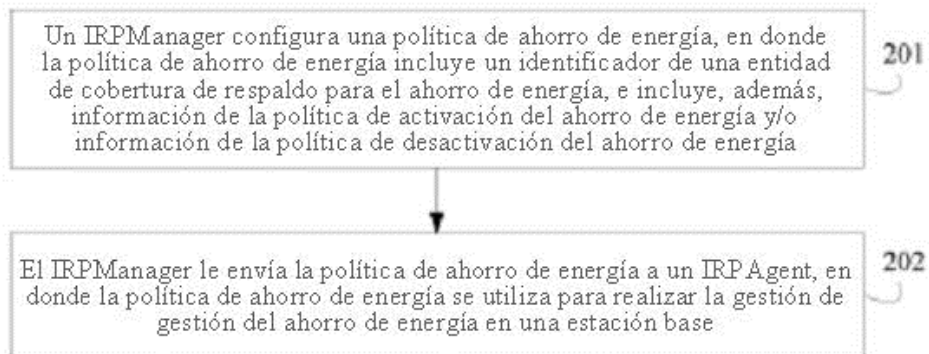 Un IRPManager configura una política de ahorro de energía, en donde
la política de ahorro de energía incluye un identificador de una entidad
de cobertura de respaldo para el ahorro de energía, e incluye, además,
información de la política de activación del ahorro de energía y/o
información de la política de desactivación del ahorro de energía
201
El IRPManager le envía la política de ahorro de energía a un IRPAgent, en
donde la política de ahorro de energía se utiliza para realizar la gestión de
gestión del ahorro de energía en una estación base
202